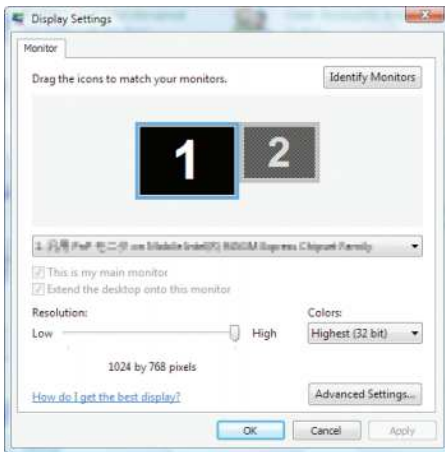 Display Settings
Monitor
Drag the icons to match your monitors.
Identify Monitors
1
2
This is my main monitor
Extend the desktop onto this monitor
Resolution:
Colors:
Low
High
Highest (32 bit)
1024 by 768 pixels
How do I get the best display?
Advanced Settings...
OK
Cancel
Apply